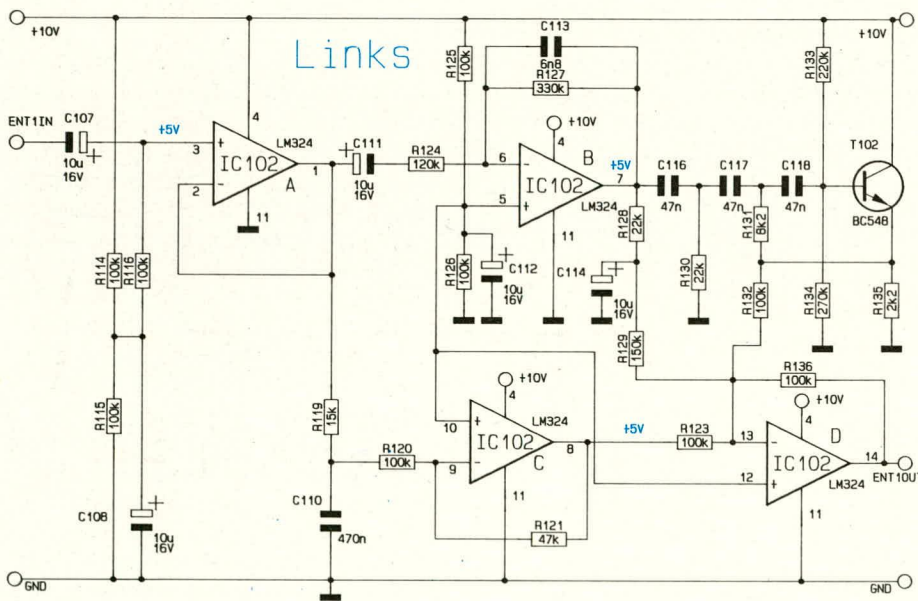 +10V
+10V
Links
ENT1IN
C107
10u
16V
+
+5V
3
+
2
-
4
LM324
IC102
A
1
11
+
C111
10u
16V
R124
120k
R125
100k
C113
6n8
R127
330k
+10V
4
6
-
5
+
IC102
B
+5V
7
LM324
11
C116
47n
C117
47n
C118
47n
R133
220k
T102
BC548
R114
100k
R116
100k
R126
100k
+
C112
10u
16V
C114
+
10u
16V
R128
22k
R129
150k
R130
22k
R131
8k2
R132
100k
R134
270k
R135
2k2
R136
100k
R115
100k
R119
15k
R120
100k
C108
+
10u
16V
C110
470n
+10V
4
LM324
10
+
9
-
IC102
C
8
11
R121
47k
+5V
R123
100k
+10V
4
13
-
12
+
IC102
D
14
LM324
11
ENT1OUT
GND
GND